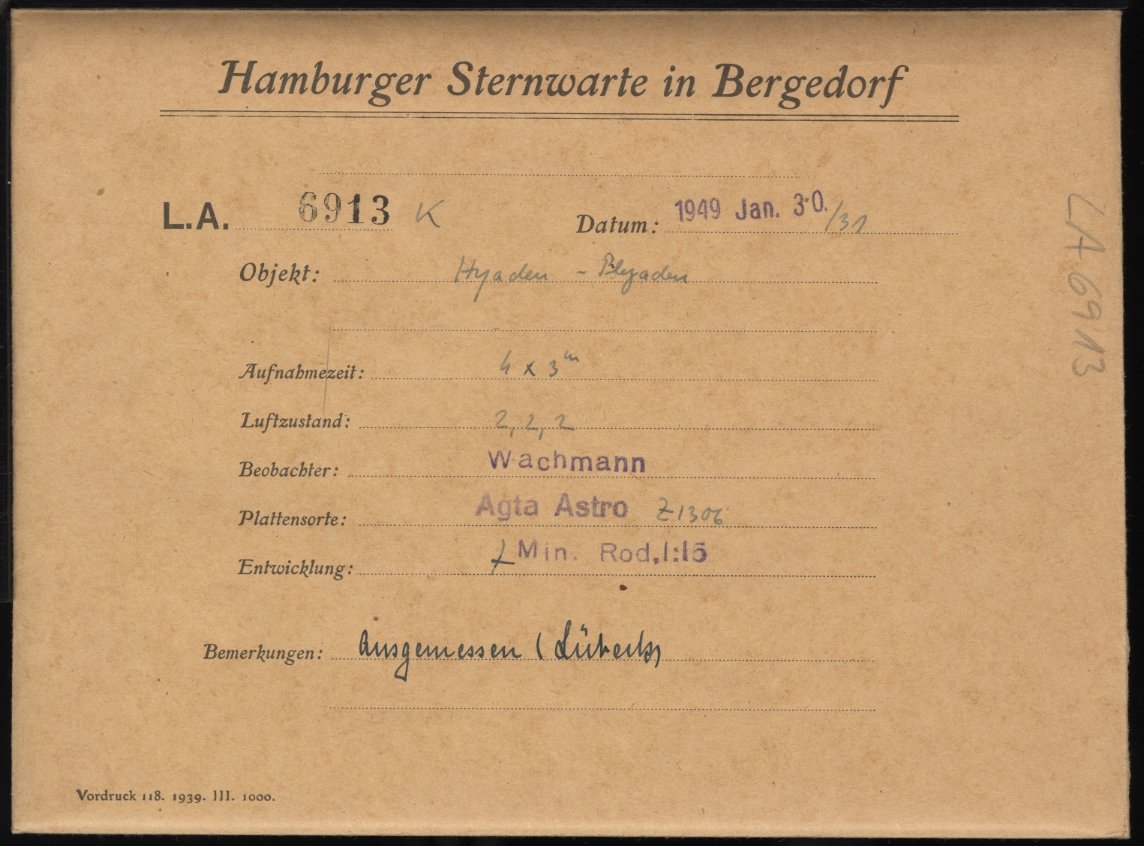 Hamburger Sternwarte in Bergedorf
L.A. 6913 K
Datum: 1949 Jan. 30./31
Objekt: Hyaden - Plejaden
Aufnahmezeit: 4 x 3m
Luftzustand: 2, 2, 2
Beobachter: Wachmann
Plattensorte: Agfa Astro Z1306
Entwicklung: 7 Min. Rod.1:15
Bemerkungen: Ausgemessen (Lübeck)
Vordruck 118. 1939. III. 1000.
LA 6913